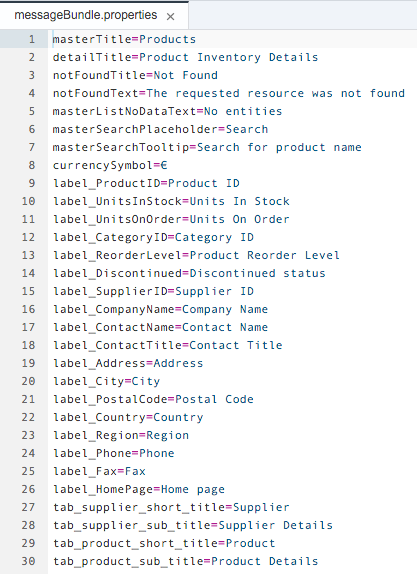 messageBundle.properties ×
1 masterTitle=Products
2 detailTitle=Product Inventory Details
3 notFoundTitle=Not Found
4 notFoundText=The requested resource was not found
5 masterListNoDataText=No entities
6 masterSearchPlaceholder=Search
7 masterSearchTooltip=Search for product name
8 currencySymbol=€
9 label_ProductID=Product ID
10 label_UnitsInStock=Units In Stock
11 label_UnitsOnOrder=Units On Order
12 label_CategoryID=Category ID
13 label_ReorderLevel=Product Reorder Level
14 label_Discontinued=Discontinued status
15 label_SupplierID=Supplier ID
16 label_CompanyName=Company Name
17 label_ContactName=Contact Name
18 label_ContactTitle=Contact Title
19 label_Address=Address
20 label_City=City
21 label_PostalCode=Postal Code
22 label_Country=Country
23 label_Region=Region
24 label_Phone=Phone
25 label_Fax=Fax
26 label_HomePage=Home page
27 tab_supplier_short_title=Supplier
28 tab_supplier_sub_title=Supplier Details
29 tab_product_short_title=Product
30 tab_product_sub_title=Product Details